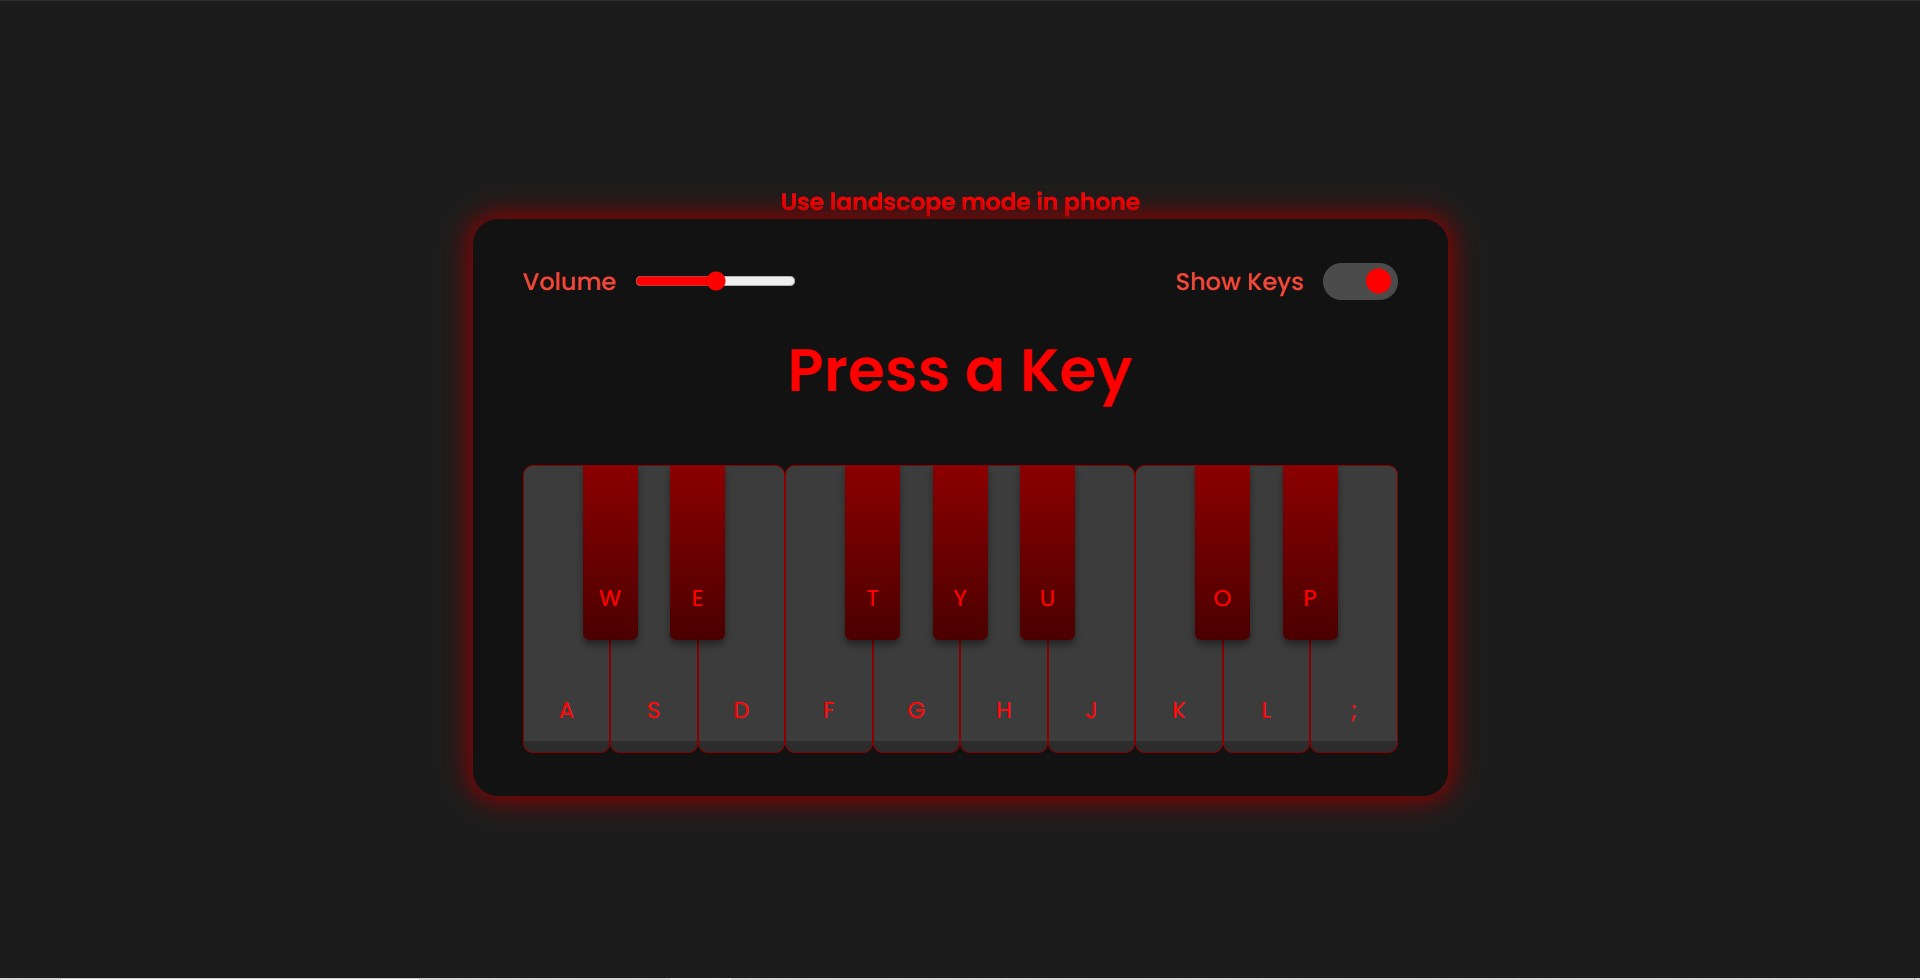 Use landscope mode in phone
Volume
Show Keys
Press a Key
W E T Y U O P
A S D F G H J K L ;